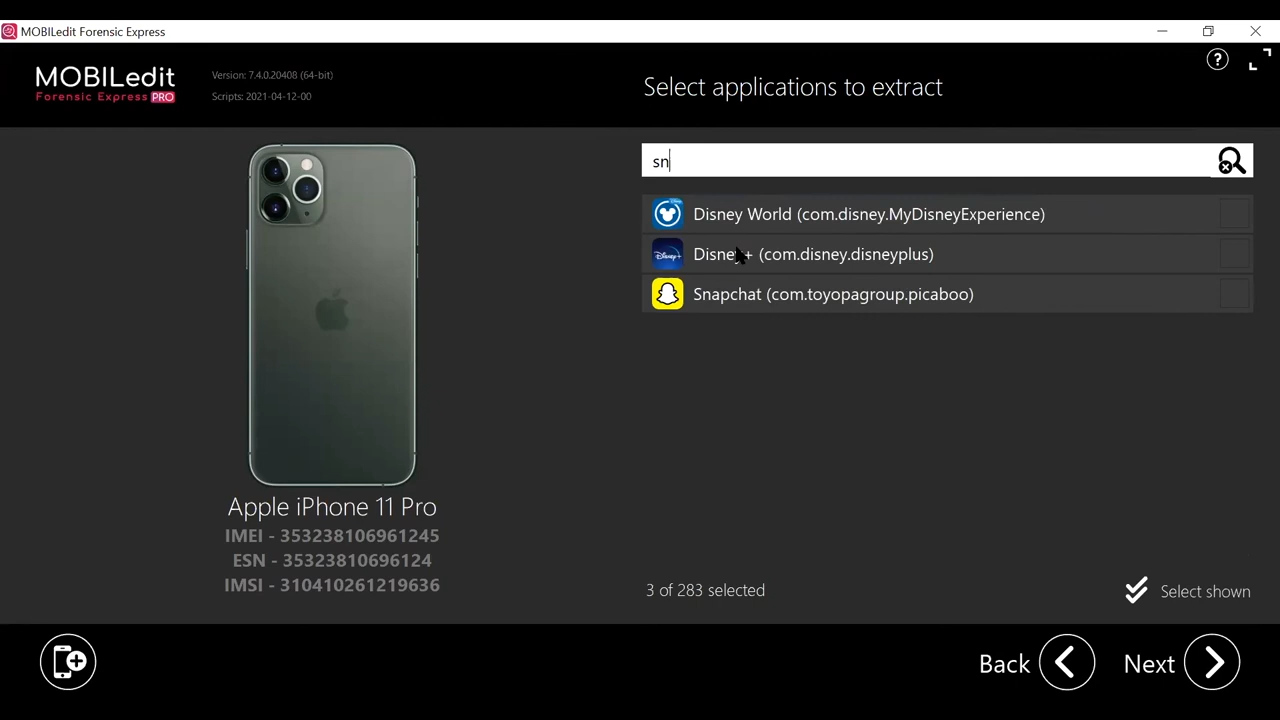 MOBILedit Forensic Express
MOBILedit
Forensic Express PRO
Version: 7.4.0.20408 (64-bit)
Scripts: 2021-04-12-00
Select applications to extract
?
sn
Disney World (com.disney.MyDisneyExperience)
Disney+ (com.disney.disneyplus)
Snapchat (com.toyopagroup.picaboo)
Apple iPhone 11 Pro
IMEI - 353238106961245
ESN - 35323810696124
IMSI - 310410261219636
3 of 283 selected
Select shown
Back
Next